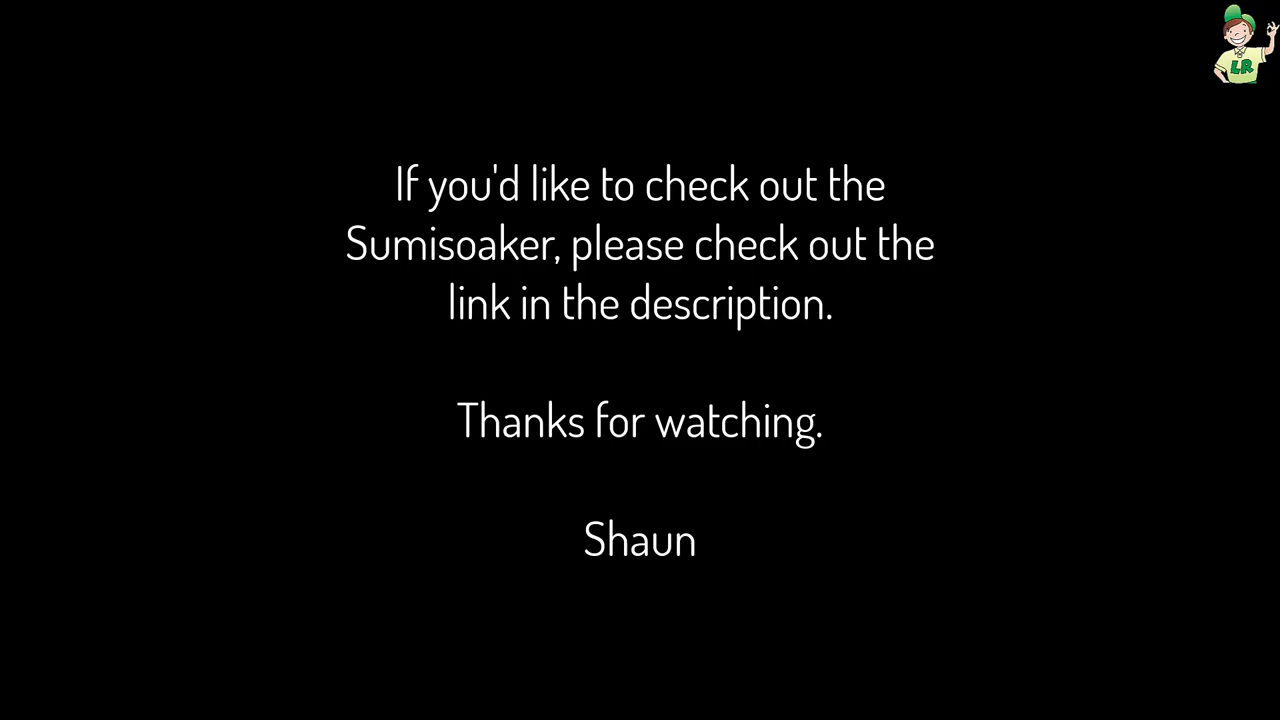 LR
If you'd like to check out the
Sumisoaker, please check out the
link in the description.
Thanks for watching.
Shaun